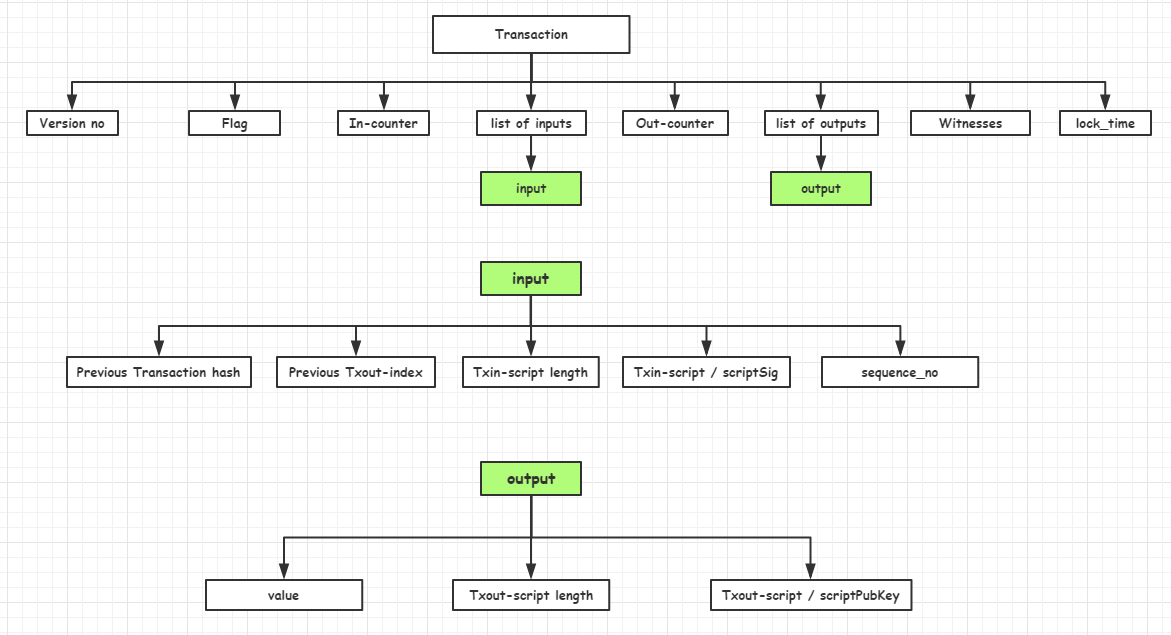 Transaction
Version no
Flag
In-counter
list of inputs
Out-counter
list of outputs
Witnesses
lock_time
input
output
input
Previous Transaction hash
Previous Txout-index
Txin-script length
Txin-script / scriptSig
sequence_no
output
value
Txout-script length
Txout-script / scriptPubKey